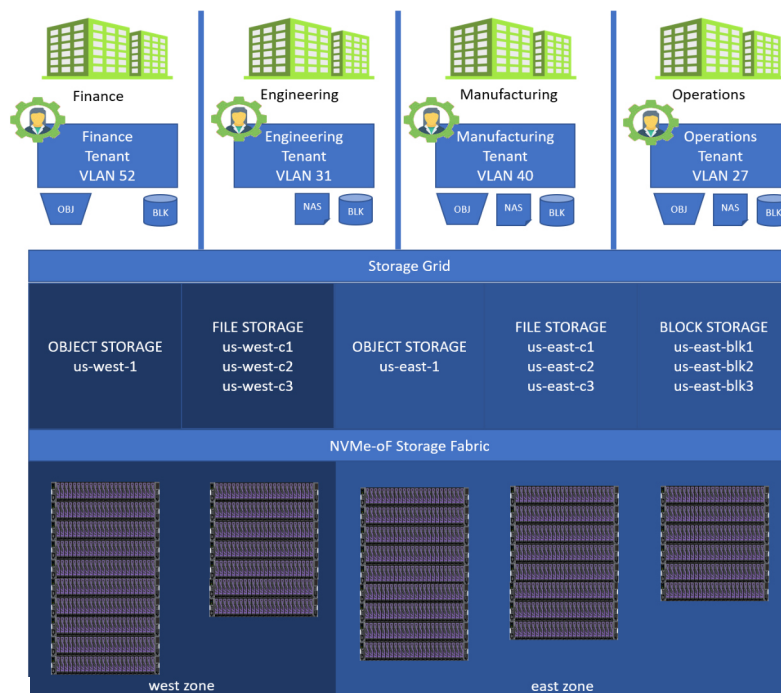 Finance
Engineering
Manufacturing
Operations
Finance
Tenant
VLAN 52
Engineering
Tenant
VLAN 31
Manufacturing
Tenant
VLAN 40
Operations
Tenant
VLAN 27
OBJ
BLK
NAS
BLK
OBJ
NAS
BLK
OBJ
NAS
BLK
Storage Grid
OBJECT STORAGE
us-west-1
FILE STORAGE
us-west-c1
us-west-c2
us-west-c3
OBJECT STORAGE
us-east-1
FILE STORAGE
us-east-c1
us-east-c2
us-east-c3
BLOCK STORAGE
us-east-blk1
us-east-blk2
us-east-blk3
NVMe-oF Storage Fabric
west zone
east zone